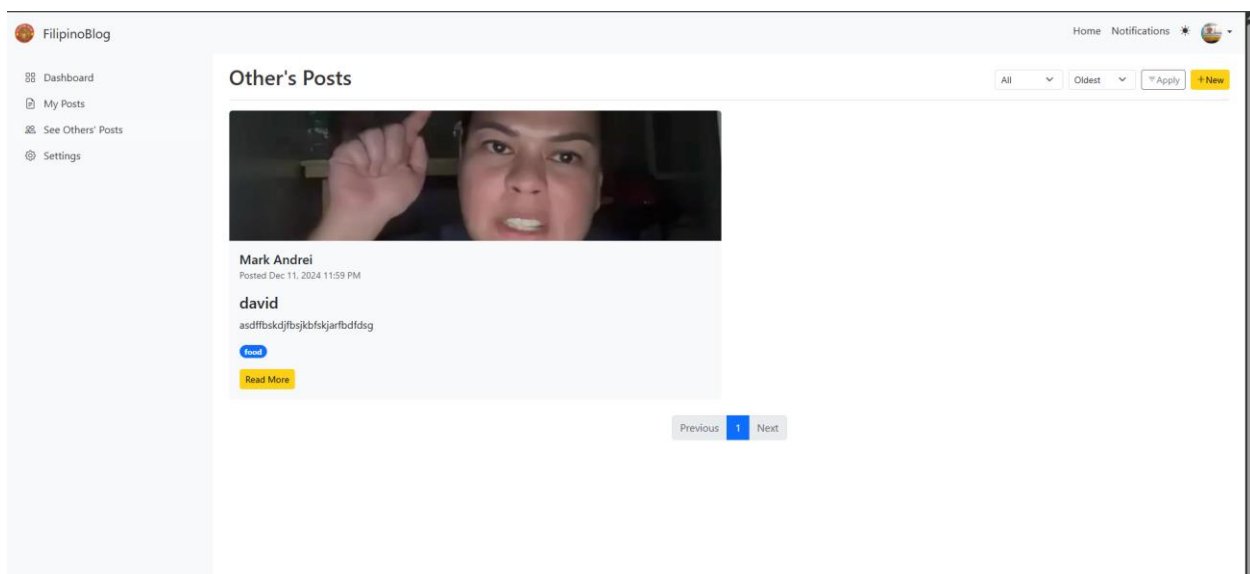 FilipinoBlog
Home Notifications
Dashboard
My Posts
See Others' Posts
Settings
Other's Posts
All
Oldest
Apply
+New
Mark Andrei
Posted Dec 11, 2024 11:59 PM
david
asdffbskdjfbsjkbfskjarfbdfdsg
food
Read More
Previous 1 Next